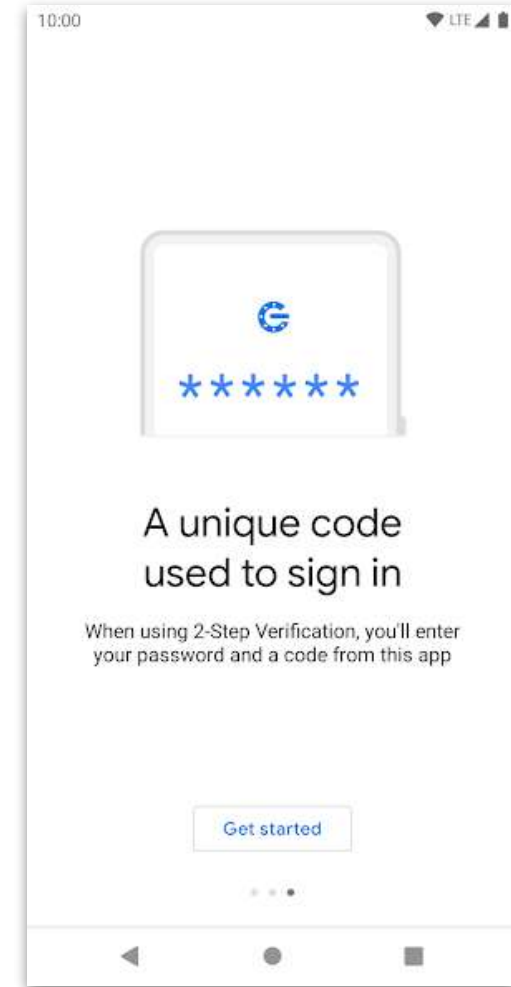 10:00 LTE
******
A unique code
used to sign in
When using 2-Step Verification, you'll enter
your password and a code from this app
Get started